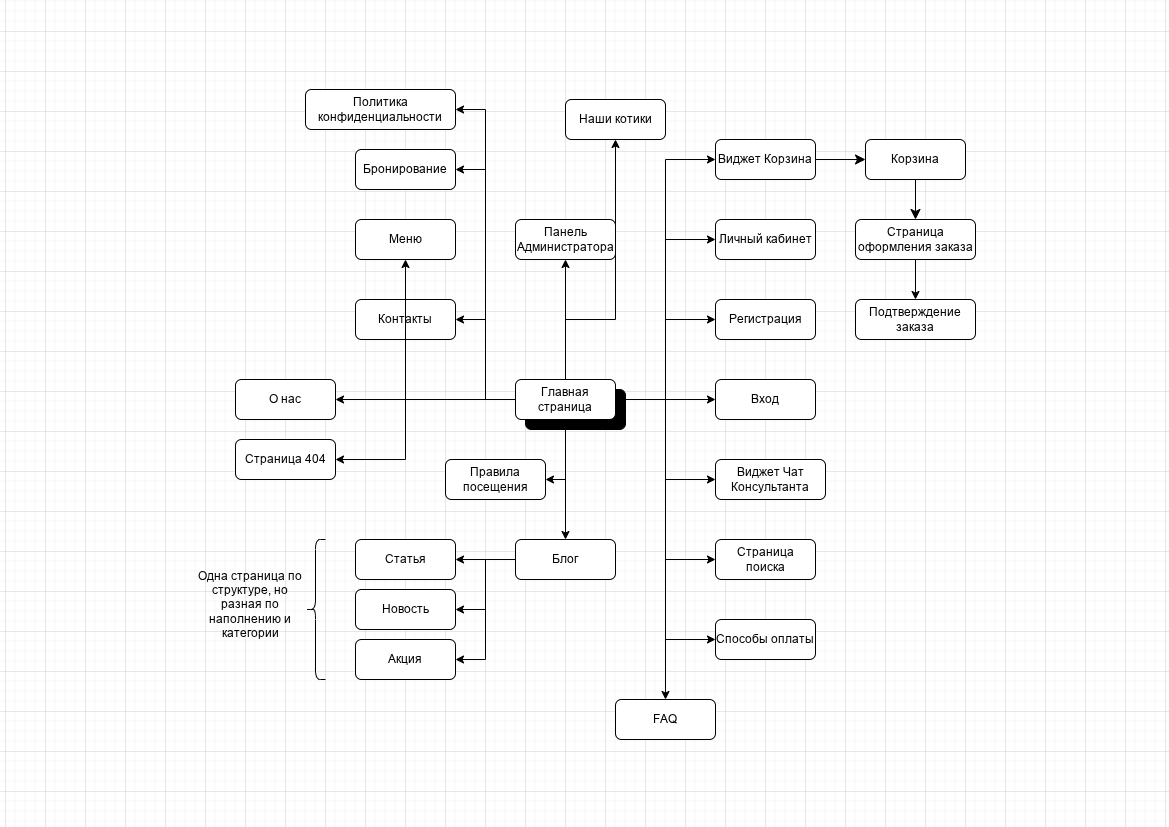 Политика
конфиденциальности
Наши котики
Бронирование
Виджет Корзина
Корзина
Меню
Панель
Администратора
Личный кабинет
Страница
оформления заказа
Контакты
Регистрация
Подтверждение
заказа
О нас
Главная
страница
Вход
Страница 404
Правила
посещения
Виджет Чат
Консультанта
Статья
Блог
Страница
поиска
Одна страница по
структуре, но
разная по
наполнению и
категории
Новость
Акция
Способы оплаты
FAQ